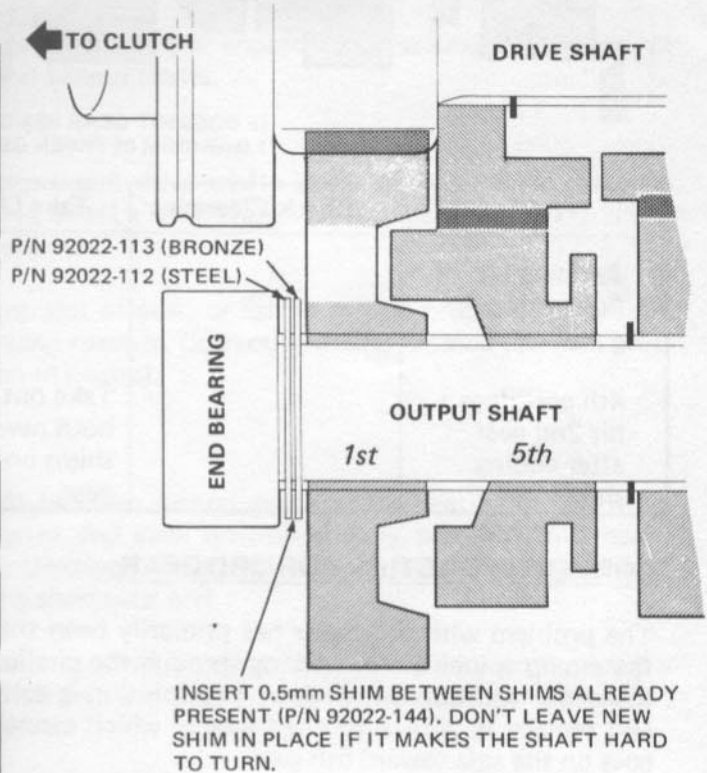 TO CLUTCH
DRIVE SHAFT
P/N 92022-113 (BRONZE)
P/N 92022-112 (STEEL)
END BEARING
OUTPUT SHAFT
1st
5th
INSERT 0.5mm SHIM BETWEEN SHIMS ALREADY
PRESENT (P/N 92022-144). DON'T LEAVE NEW
SHIM IN PLACE IF IT MAKES THE SHAFT HARD
TO TURN.